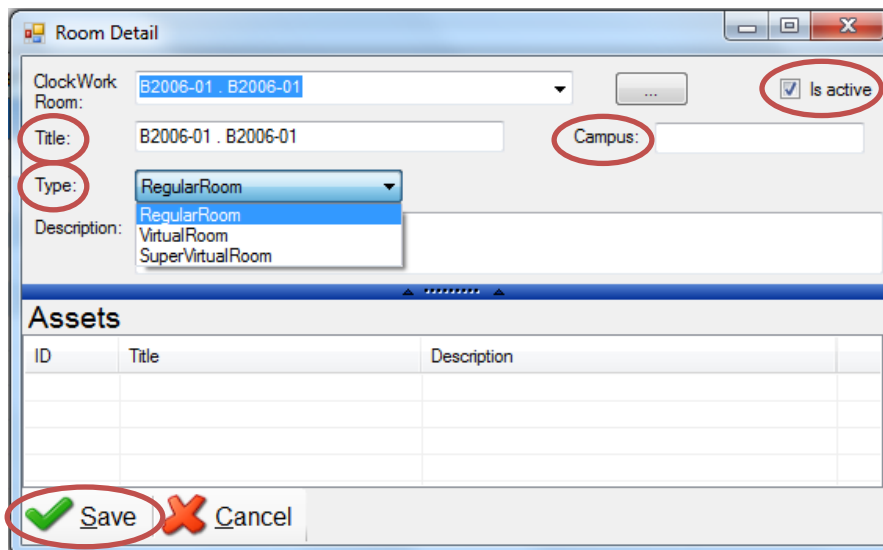 Room Detail
ClockWork Room:
B2006-01 . B2006-01
...
Is active
Title:
B2006-01 . B2006-01
Campus:
Type:
RegularRoom
RegularRoom
VirtualRoom
SuperVirtualRoom
Description:
Assets
ID Title Description
Save Cancel